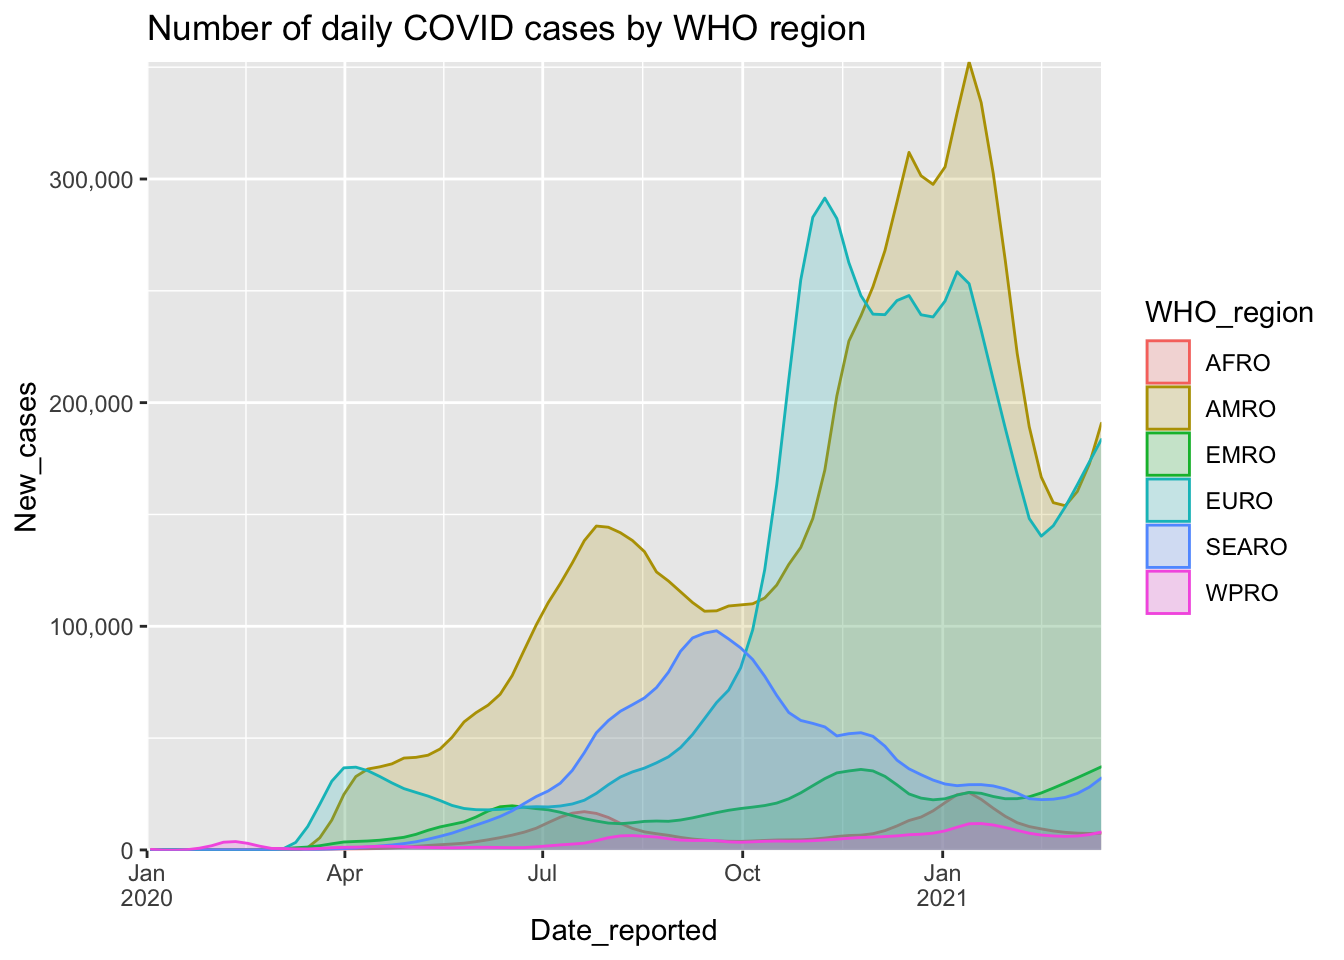 Number of daily COVID cases by WHO region
New_cases
300,000
200,000
100,000
0
Jan
2020
Apr
Jul
Oct
Jan
2021
Date_reported
WHO_region
AFRO
AMRO
EMRO
EURO
SEARO
WPRO